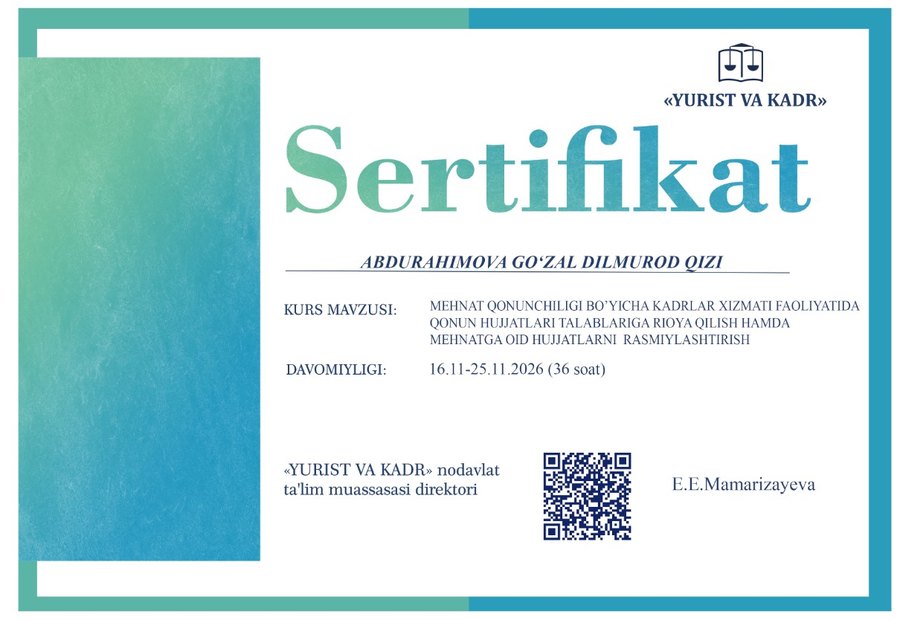 «YURIST VA KADR»
Sertifikat
ABDURAHIMOVA GO‘ZAL DILMUROD QIZI
KURS MAVZUSI:
MEHNAT QONUNCHILIGI BO’YICHA KADRLAR XIZMATI FAOLIYATIDA
QONUN HUJJATLARI TALABLARIGA RIOYA QILISH HAMDA
MEHNATGA OID HUJJATLARNI RASMIYLASHTIRISH
DAVOMIYLIGI:
16.11-25.11.2026 (36 soat)
«YURIST VA KADR» nodavlat
ta'lim muassasasi direktori
E.E.Mamarizayeva